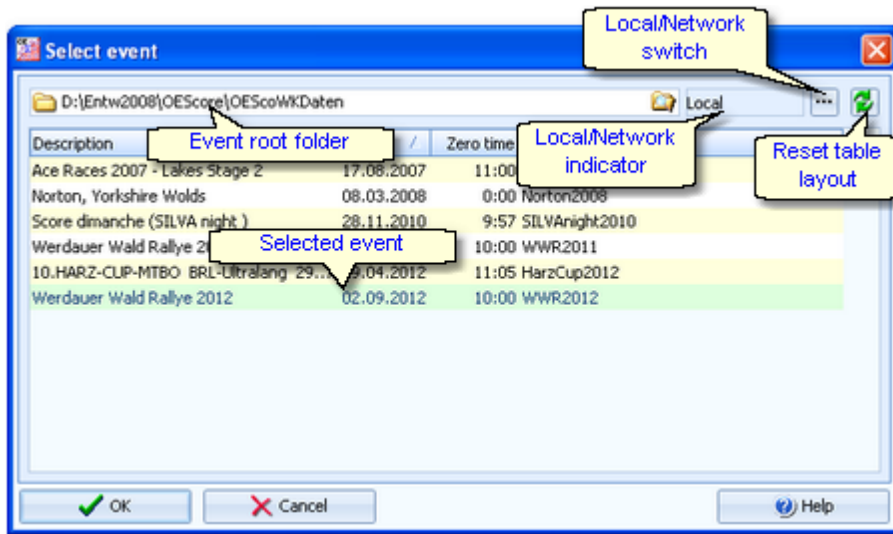 Local/Network
switch
Select event
D:\Entw2008\OEScore\OEScoWKDaten
Local
...
Description
Event root folder
/
Zero time
Local/Network
indicator
Reset table
layout
Ace Races 2007 - Lakes Stage 2 17.08.2007 11:00
Norton, Yorkshire Wolds 08.03.2008 0:00 Norton2008
Score dimanche (SILVA night ) 28.11.2010 9:57 SILVAnight2010
Werdauer Wald Rallye 10:00 WWR2011
Selected event
10.HARZ-CUP-MTBO BRL-Ultralang 29... .04.2012 11:05 HarzCup2012
Werdauer Wald Rallye 2012 02.09.2012 10:00 WWR2012
OK
Cancel
Help